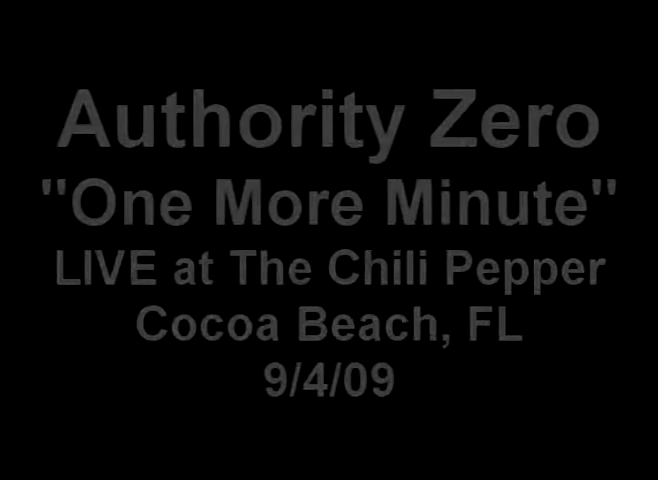 Authority Zero
"One More Minute"
LIVE at The Chili Pepper
Cocoa Beach, FL
9/4/09